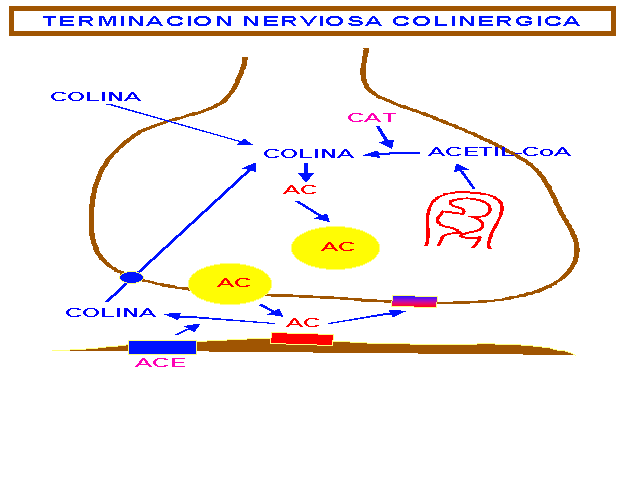 TERMINACION NERVIOSA COLINERGICA
COLINA
CAT
COLINA
ACETIL-CoA
AC
AC
AC
COLINA
AC
ACE